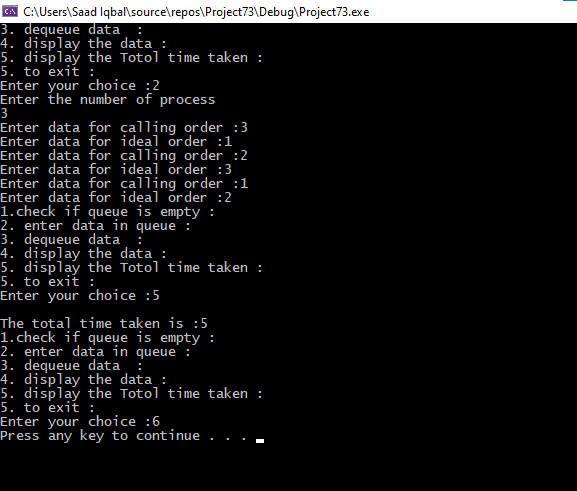 C:\Users\Saad Iqbal\source\repos\Project73\Debug\Project73.exe
3. dequeue data  :
4. display the data :
5. display the Totol time taken :
5. to exit :
Enter your choice :2
Enter the number of process
3
Enter data for calling order :3
Enter data for ideal order :1
Enter data for calling order :2
Enter data for ideal order :3
Enter data for calling order :1
Enter data for ideal order :2
1.check if queue is empty :
2. enter data in queue :
3. dequeue data  :
4. display the data :
5. display the Totol time taken :
5. to exit :
Enter your choice :5

The total time taken is :5
1.check if queue is empty :
2. enter data in queue :
3. dequeue data  :
4. display the data :
5. display the Totol time taken :
5. to exit :
Enter your choice :6
Press any key to continue . . .